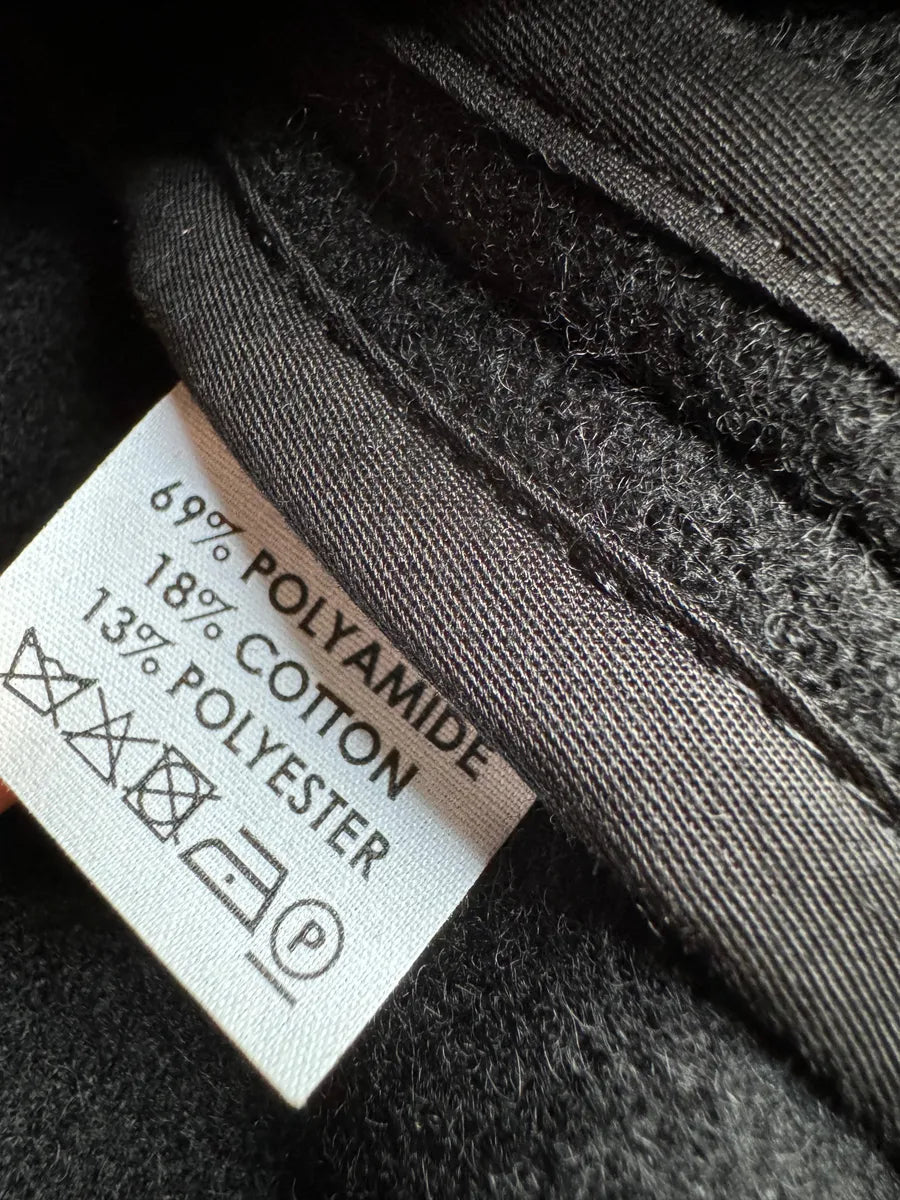 69% POLYAMIDE
18% COTTON
13% POLYESTER
P